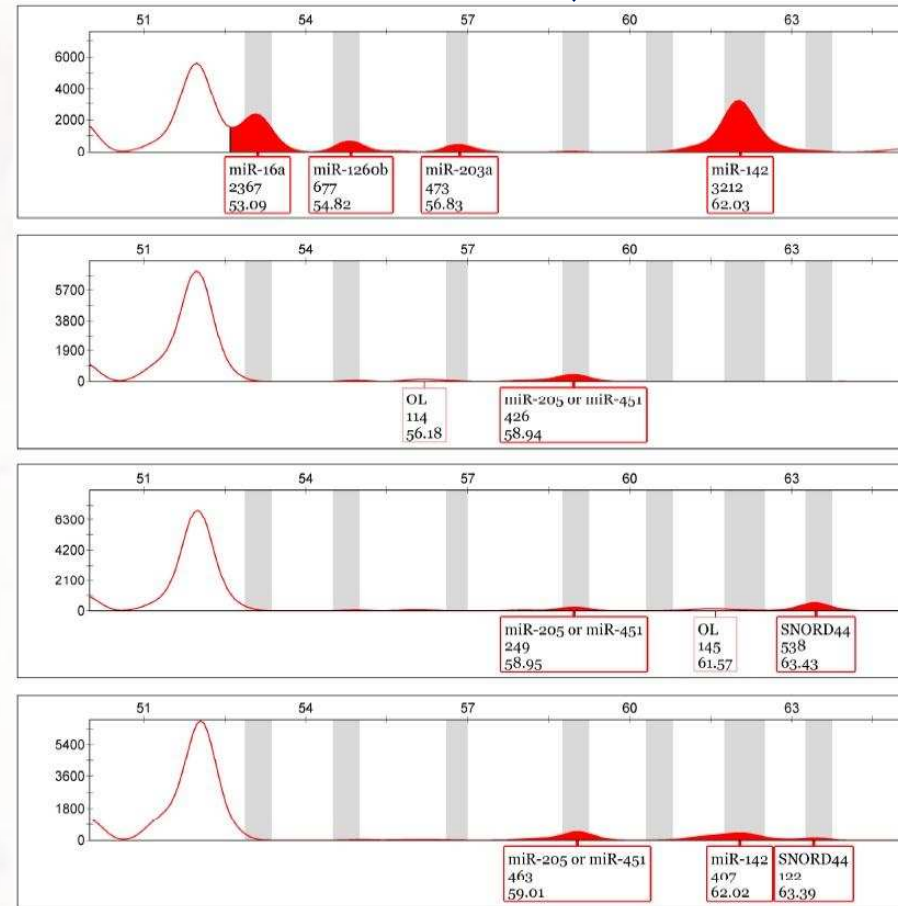 51 54 57 60 63
6000
4000
2000
0
miR-16a miR-1260b miR-203a miR-142
2367 677 473 3212
53.09 54.82 56.83 62.03
51 54 57 60 63
5700
3800
1900
0
OL miR-205 or miR-451
114 426
56.18 58.94
51 54 57 60 63
6300
4200
2100
0
miR-205 or miR-451 OL SNORD44
249 145 538
58.95 61.57 63.43
51 54 57 60 63
5400
3600
1800
0
miR-205 or miR-451 miR-142 SNORD44
463 407 122
59.01 62.02 63.39